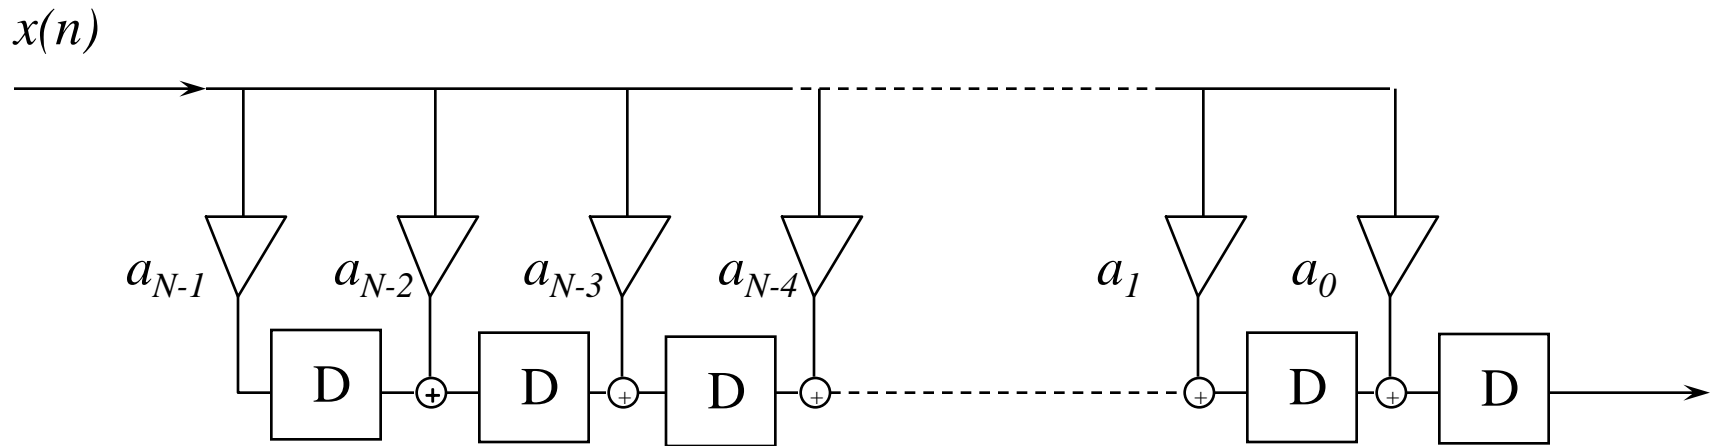 x(n)
a_{N-1} a_{N-2} a_{N-3} a_{N-4} a_1 a_0
D + D + D + + D + D